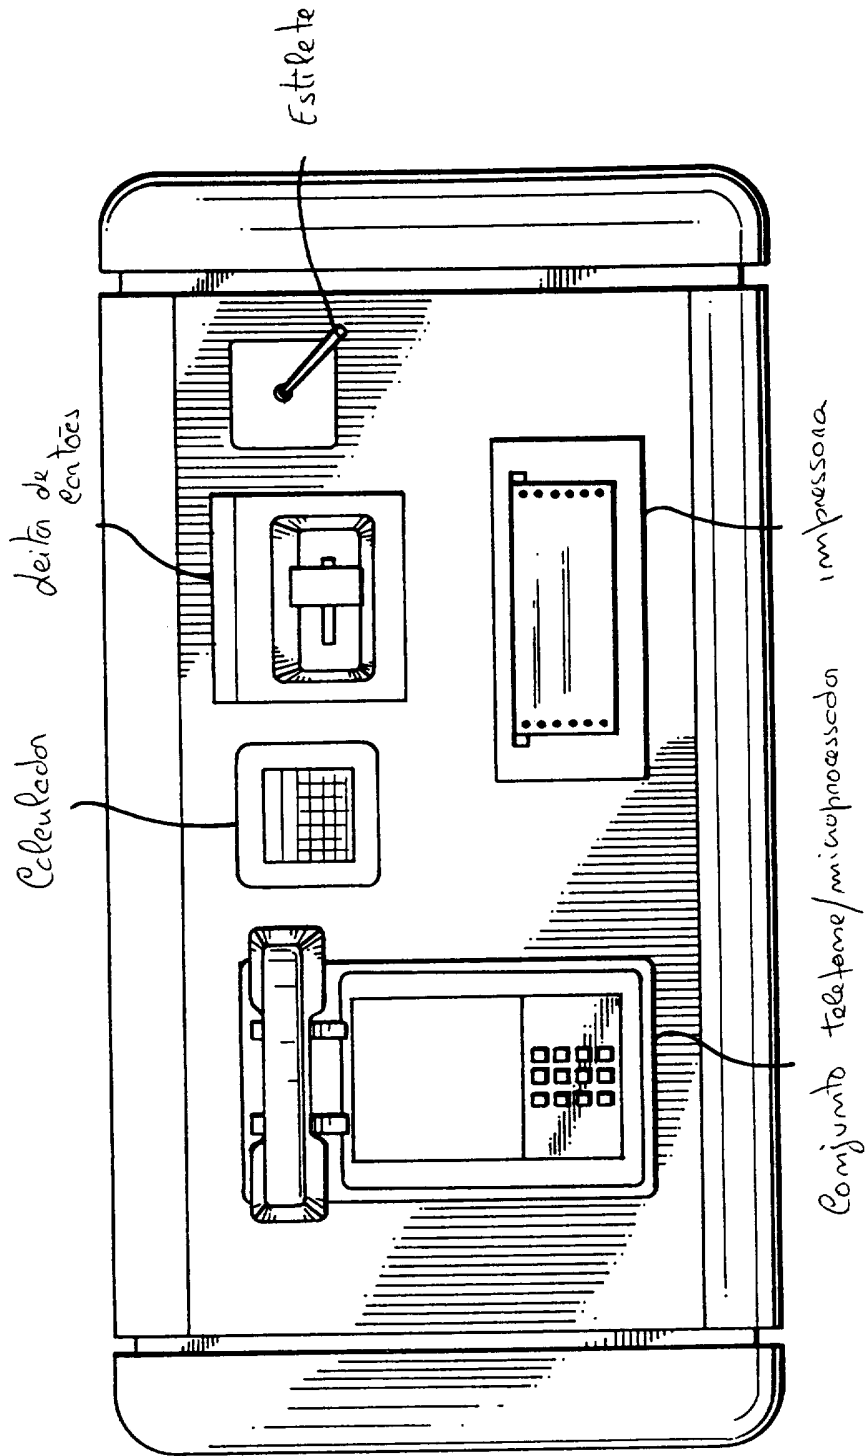 Calculador
Leitor de
cartões
Estilete
Conjunto telefone/microprocessador
impressora